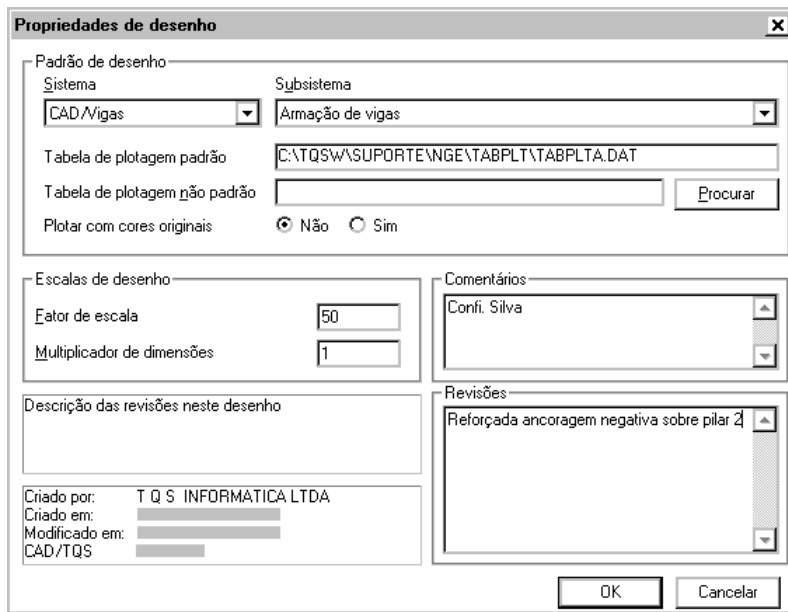 Propriedades de desenho
Padrão de desenho
Sistema
Subsistema
CAD/Vigas
Armação de vigas
Tabela de plotagem padrão
C:\TQSW\SUPORTE\NGE\TABPLT\TABPLTA.DAT
Tabela de plotagem não padrão
Procurar
Plotar com cores originais
Não
Sim
Escalas de desenho
Fator de escala
50
Multiplicador de dimensões
1
Comentários
Confi. Silva
Descrição das revisões neste desenho
Revisões
Reforçada ancoragem negativa sobre pilar 2
Criado por: T Q S INFORMATICA LTDA
Criado em:
Modificado em:
CAD/TQS
OK
Cancelar